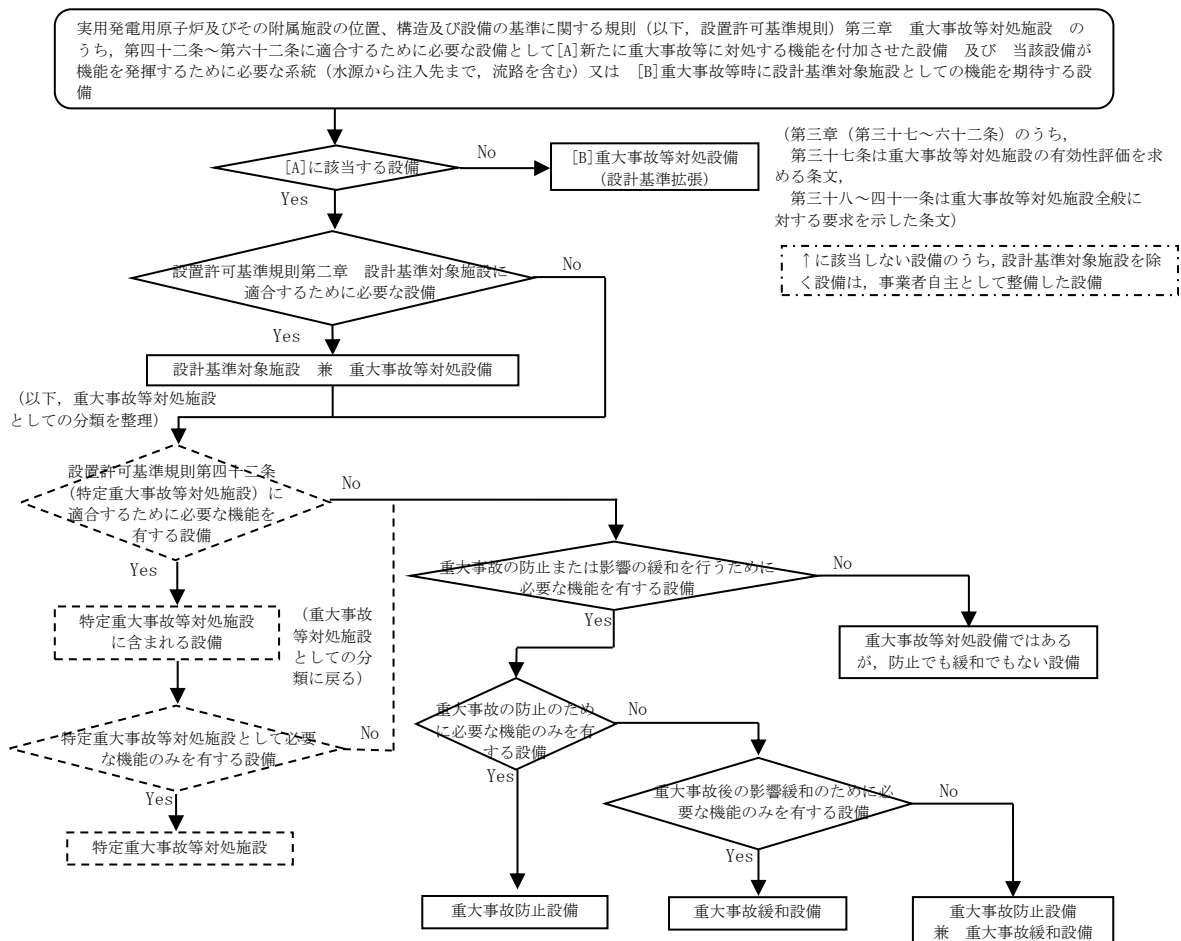 実用発電用原子炉及びその附属施設の位置、構造及び設備の基準に関する規則（以下，設置許可基準規則）第三章　重大事故等対処施設　の
うち，第四十二条～第六十二条に適合するために必要な設備として[A]新たに重大事故等に対処する機能を付加させた設備　及び　当該設備が
機能を発揮するために必要な系統（水源から注入先まで，流路を含む）又は　[B]重大事故等時に設計基準対象施設としての機能を期待する設
備
[A]に該当する設備
No
Yes
[B]重大事故等対処設備
（設計基準拡張）
（第三章（第三十七～六十二条）のうち，
第三十七条は重大事故等対処施設の有効性評価を求
める条文，
第三十八～四十一条は重大事故等対処施設全般に
対する要求を示した条文）
↑に該当しない設備のうち，設計基準対象施設を除
く設備は，事業者自主として整備した設備
設置許可基準規則第二章　設計基準対象施設に
適合するために必要な設備
No
Yes
設計基準対象施設　兼　重大事故等対処設備
（以下，重大事故等対処施設
としての分類を整理）
設置許可基準規則第四十二条
（特定重大事故等対処施設）に
適合するために必要な機能を
有する設備
No
Yes
特定重大事故等対処施設
に含まれる設備
（重大事故
等対処施設
としての分
類に戻る）
特定重大事故等対処施設として必要
な機能のみを有する設備
No
Yes
特定重大事故等対処施設
重大事故の防止または影響の緩和を行うために
必要な機能を有する設備
No
Yes
重大事故等対処設備ではある
が，防止でも緩和でもない設備
重大事故の防止のため
に必要な機能のみを有
する設備
No
Yes
重大事故後の影響緩和のために必
要な機能のみを有する設備
No
Yes
重大事故防止設備
重大事故緩和設備
重大事故防止設備
兼　重大事故緩和設備